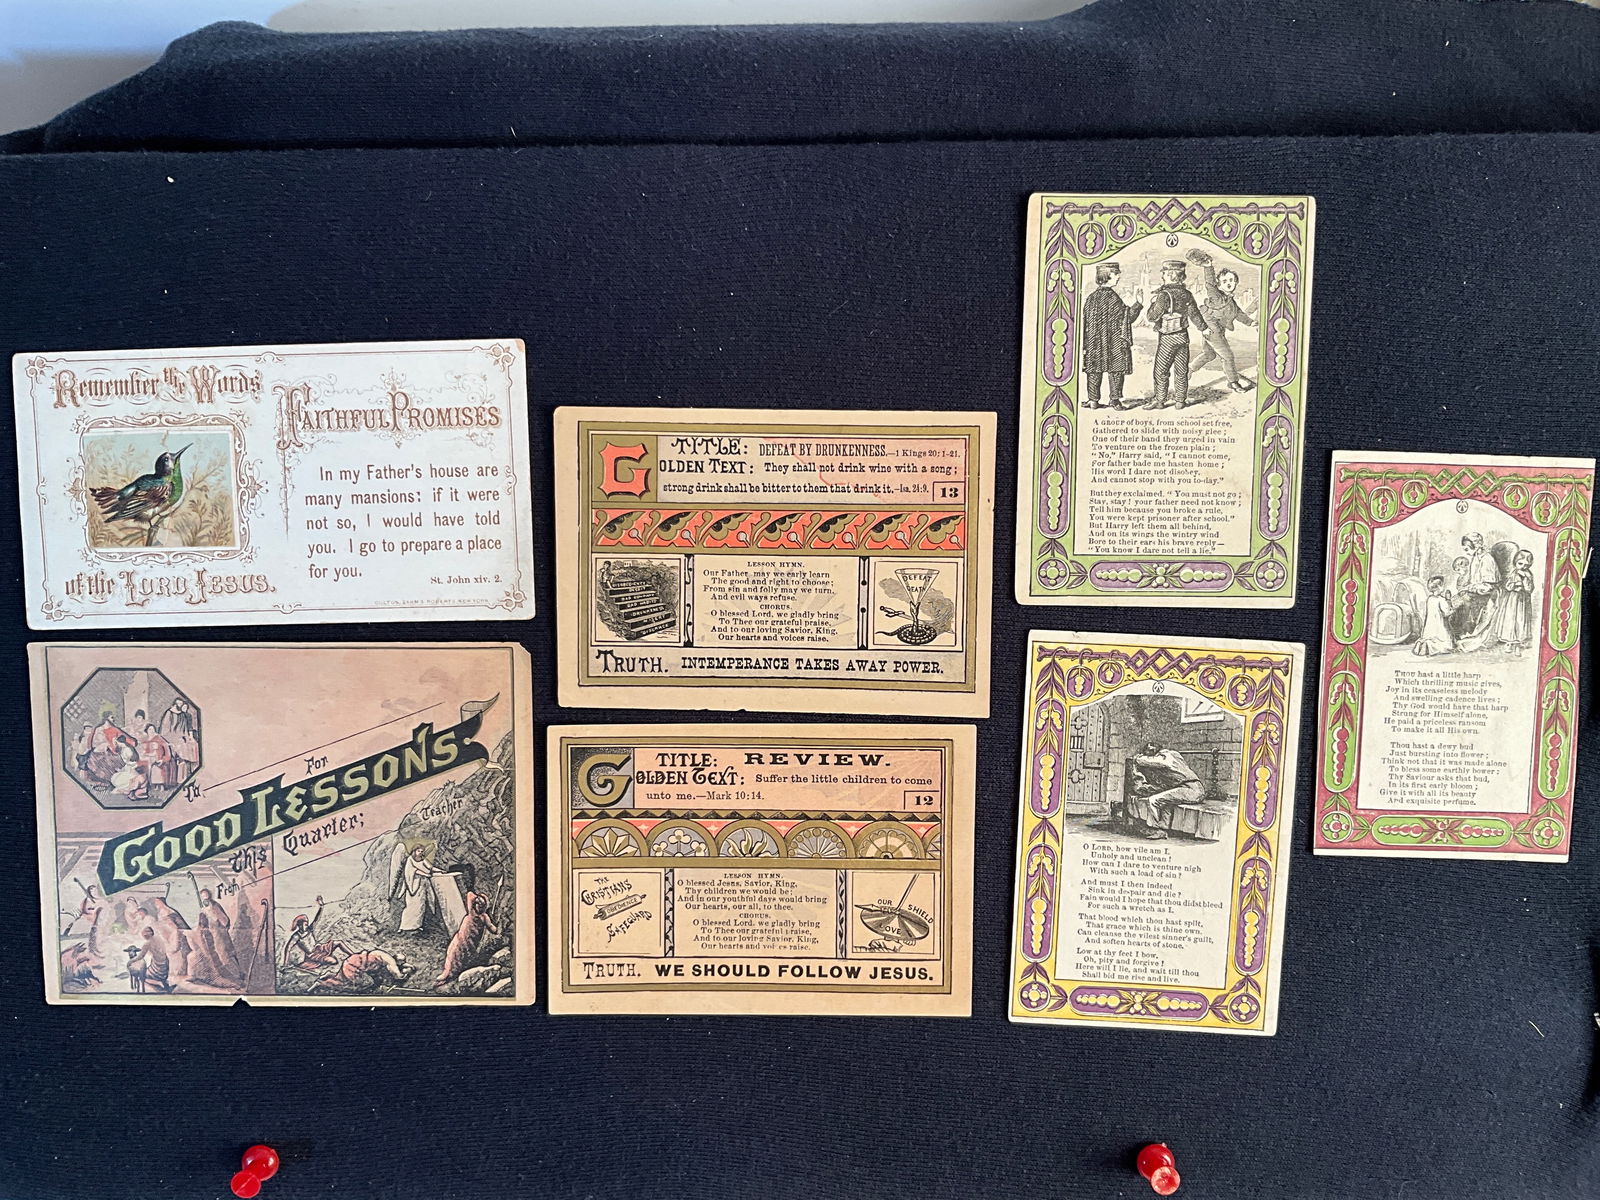 Remember the Words
of the Lord Jesus.
Faithful Promises
In my Father's house are
many mansions: if it were
not so, I would have told
you. I go to prepare a place
for you.
St. John xiv. 2.
To
For
Good Lessons.
This Quarter;
From
Teacher
TITLE: DEFEAT BY DRUNKENNESS.—1 Kings 20: 1-21.
GOLDEN TEXT: They shall not drink wine with a song;
strong drink shall be bitter to them that drink it.—Isa. 24:9.
13
LESSON HYMN.
Our Father may we early learn
The good and right to choose;
From sin and folly may we turn,
And evil ways refuse.
CHORUS.
O blessed Lord, we gladly bring
To Thee our grateful praise,
And to our loving Savior, King,
Our hearts and voices raise.
DISOBEDIENCE
BAD COMPANY
BAD HABITS
DRUNKENESS
DEFEAT
DEATH
TRUTH. INTEMPERANCE TAKES AWAY POWER.
TITLE: REVIEW.
GOLDEN TEXT: Suffer the little children to come
unto me.—Mark 10:14.
12
THE
CHRISTIANS
OBEDIENCE
SAFEGUARD
LESSON HYMN.
O blessed Jesus, Savior, King,
Thy children we would be;
And in our youthful days would bring
Our hearts, our all, to thee.
CHORUS.
O blessed Lord, we gladly bring
To Thee our grateful praise,
And to our loving Savior, King,
Our hearts and voices raise.
OUR SHIELD
LOVE
TRUTH. WE SHOULD FOLLOW JESUS.
A GROUP of boys, from school set free,
Gathered to slide with noisy glee;
One of their band they urged in vain
To venture on the frozen plain;
"No," Harry said, "I cannot come,
For father bade me hasten home;
His word I dare not disobey,
And cannot stop with you to-day."
But they exclaimed, "You must not go;
Stay, stay! your father need not know;
Tell him because you broke a rule,
You were kept prisoner after school."
But Harry left them all behind,
And on its wings the wintry wind
Bore to their ears his brave reply—
"You know I dare not tell a lie."
O LORD, how vile am I,
Unholy and unclean!
How can I dare to venture nigh
With such a load of sin?
And must I then indeed
Sink in despair and die?
Fain would I hope that thou didst bleed
For such a wretch as I.
That blood which thou hast spilt,
That grace which is thine own,
Can cleanse the vilest sinner's guilt,
And soften hearts of stone.
Low at thy feet I bow,
Oh, pity and forgive!
Here will I lie, and wait till thou
Shall bid me rise and live.
THOU hast a little harp
Which thrilling music gives,
Joy in its ceaseless melody
And swelling cadence lives;
Thy God would have that harp
Strung for Himself alone,
He paid a priceless ransom
To make it all His own.
Thou hast a dewy bud
Just bursting into flower;
Think not that it was made alone
To bless some earthly bower;
Thy Saviour asks that bud,
In its first early bloom;
Give it with all its beauty
And exquisite perfume.